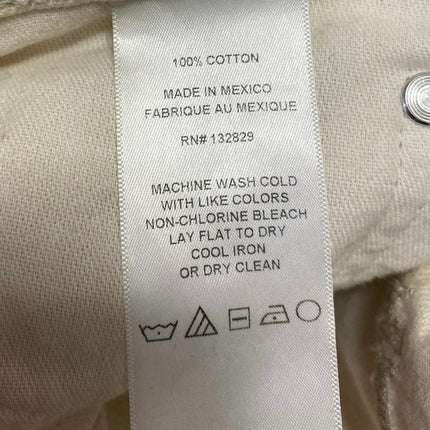 100% COTTON
MADE IN MEXICO
FABRIQUE AU MEXIQUE
RN# 132829
MACHINE WASH COLD
WITH LIKE COLORS
NON-CHLORINE BLEACH
LAY FLAT TO DRY
COOL IRON
OR DRY CLEAN